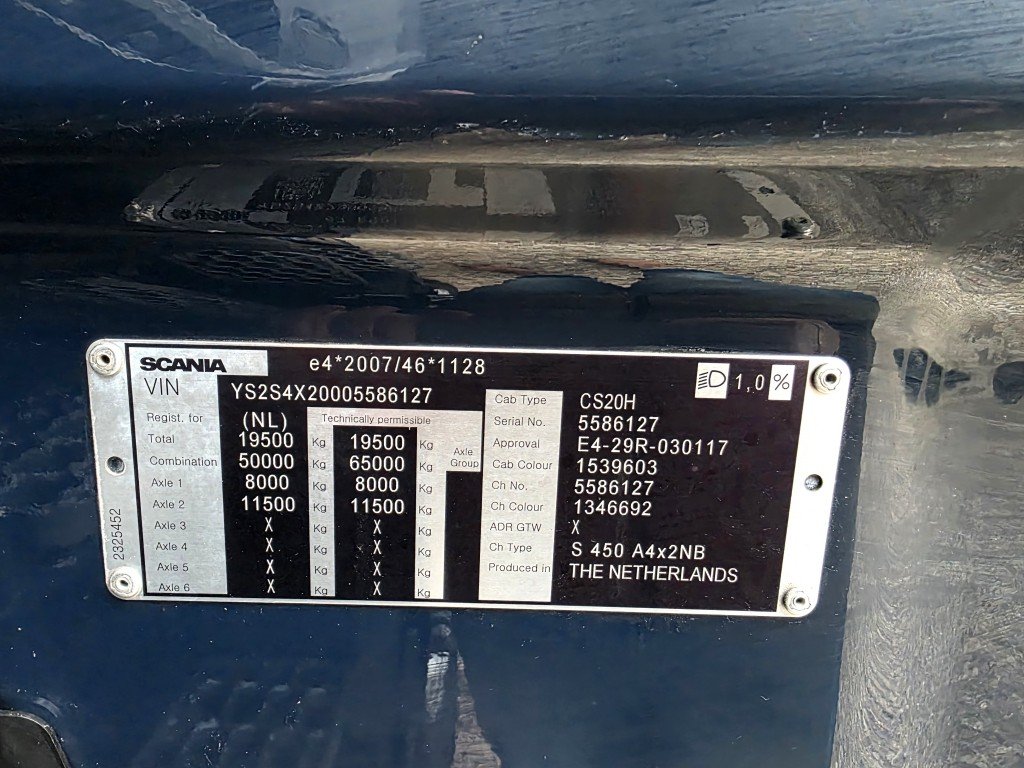 SCANIA e4*2007/46*1128 1,0%
VIN YS2S4X20005586127
Regist. for (NL) Technically permissible
Total 19500 Kg 19500 Kg Axle Group
Combination 50000 Kg 65000 Kg
Axle 1 8000 Kg 8000 Kg
Axle 2 11500 Kg 11500 Kg
Axle 3 X Kg X Kg
Axle 4 X Kg X Kg
Axle 5 X Kg X Kg
Axle 6 X Kg X Kg
Cab Type CS20H
Serial No. 5586127
Approval E4-29R-030117
Cab Colour 1539603
Ch No. 5586127
Ch Colour 1346692
ADR GTW X
Ch Type S 450 A4x2NB
Produced in THE NETHERLANDS
2325452